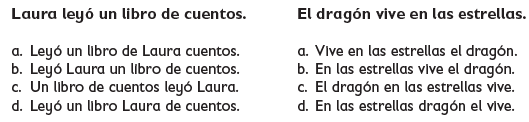 Laura leyó un libro de cuentos.
a. Leyó un libro de Laura cuentos.
b. Leyó Laura un libro de cuentos.
c. Un libro de cuentos leyó Laura.
d. Leyó un libro Laura de cuentos.
El dragón vive en las estrellas.
a. Vive en las estrellas el dragón.
b. En las estrellas vive el dragón.
c. El dragón en las estrellas vive.
d. En las estrellas dragón el vive.